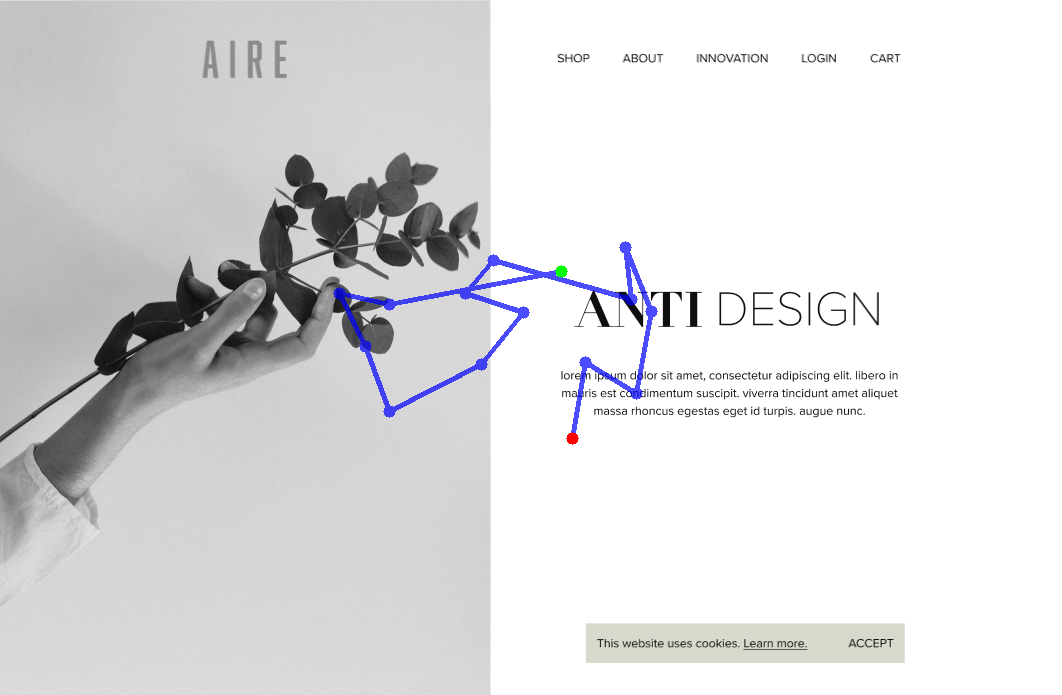 AIRE
SHOP ABOUT INNOVATION LOGIN CART
ANTI DESIGN
lorem ipsum dolor sit amet, consectetur adipiscing elit. libero in
mauris est condimentum suscipit. viverra tincidunt amet aliquet
massa rhoncus egestas eget id turpis. augue nunc.
This website uses cookies. Learn more. ACCEPT